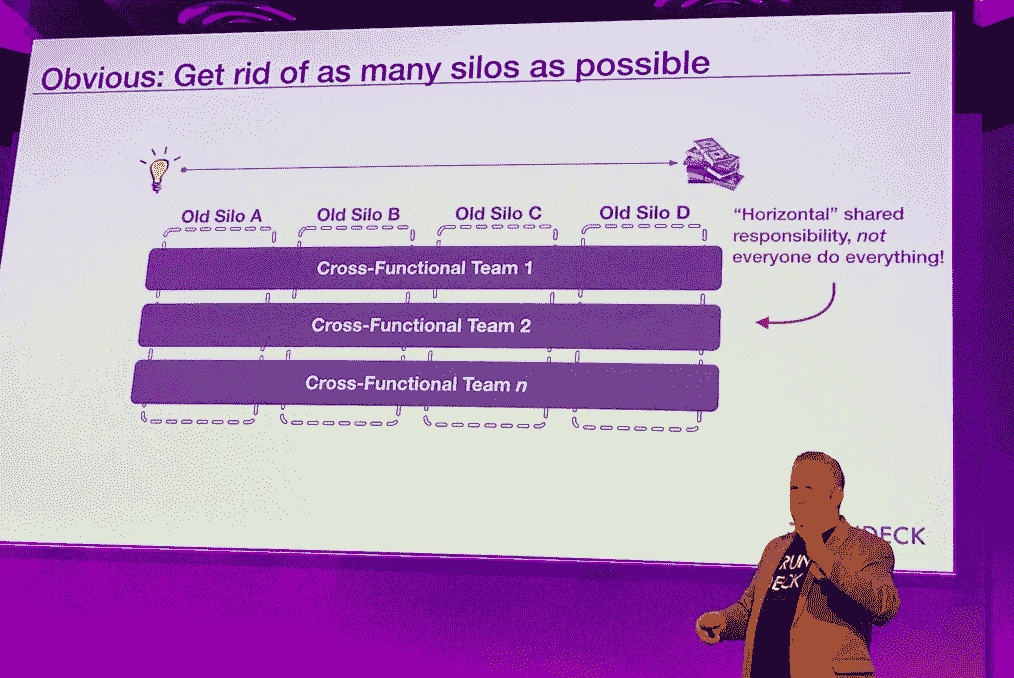 Obvious: Get rid of as many silos as possible
Old Silo A
Old Silo B
Old Silo C
Old Silo D
"Horizontal" shared
responsibility, not
everyone do everything!
Cross-Functional Team 1
Cross-Functional Team 2
Cross-Functional Team n
DECK
RUN
DECK